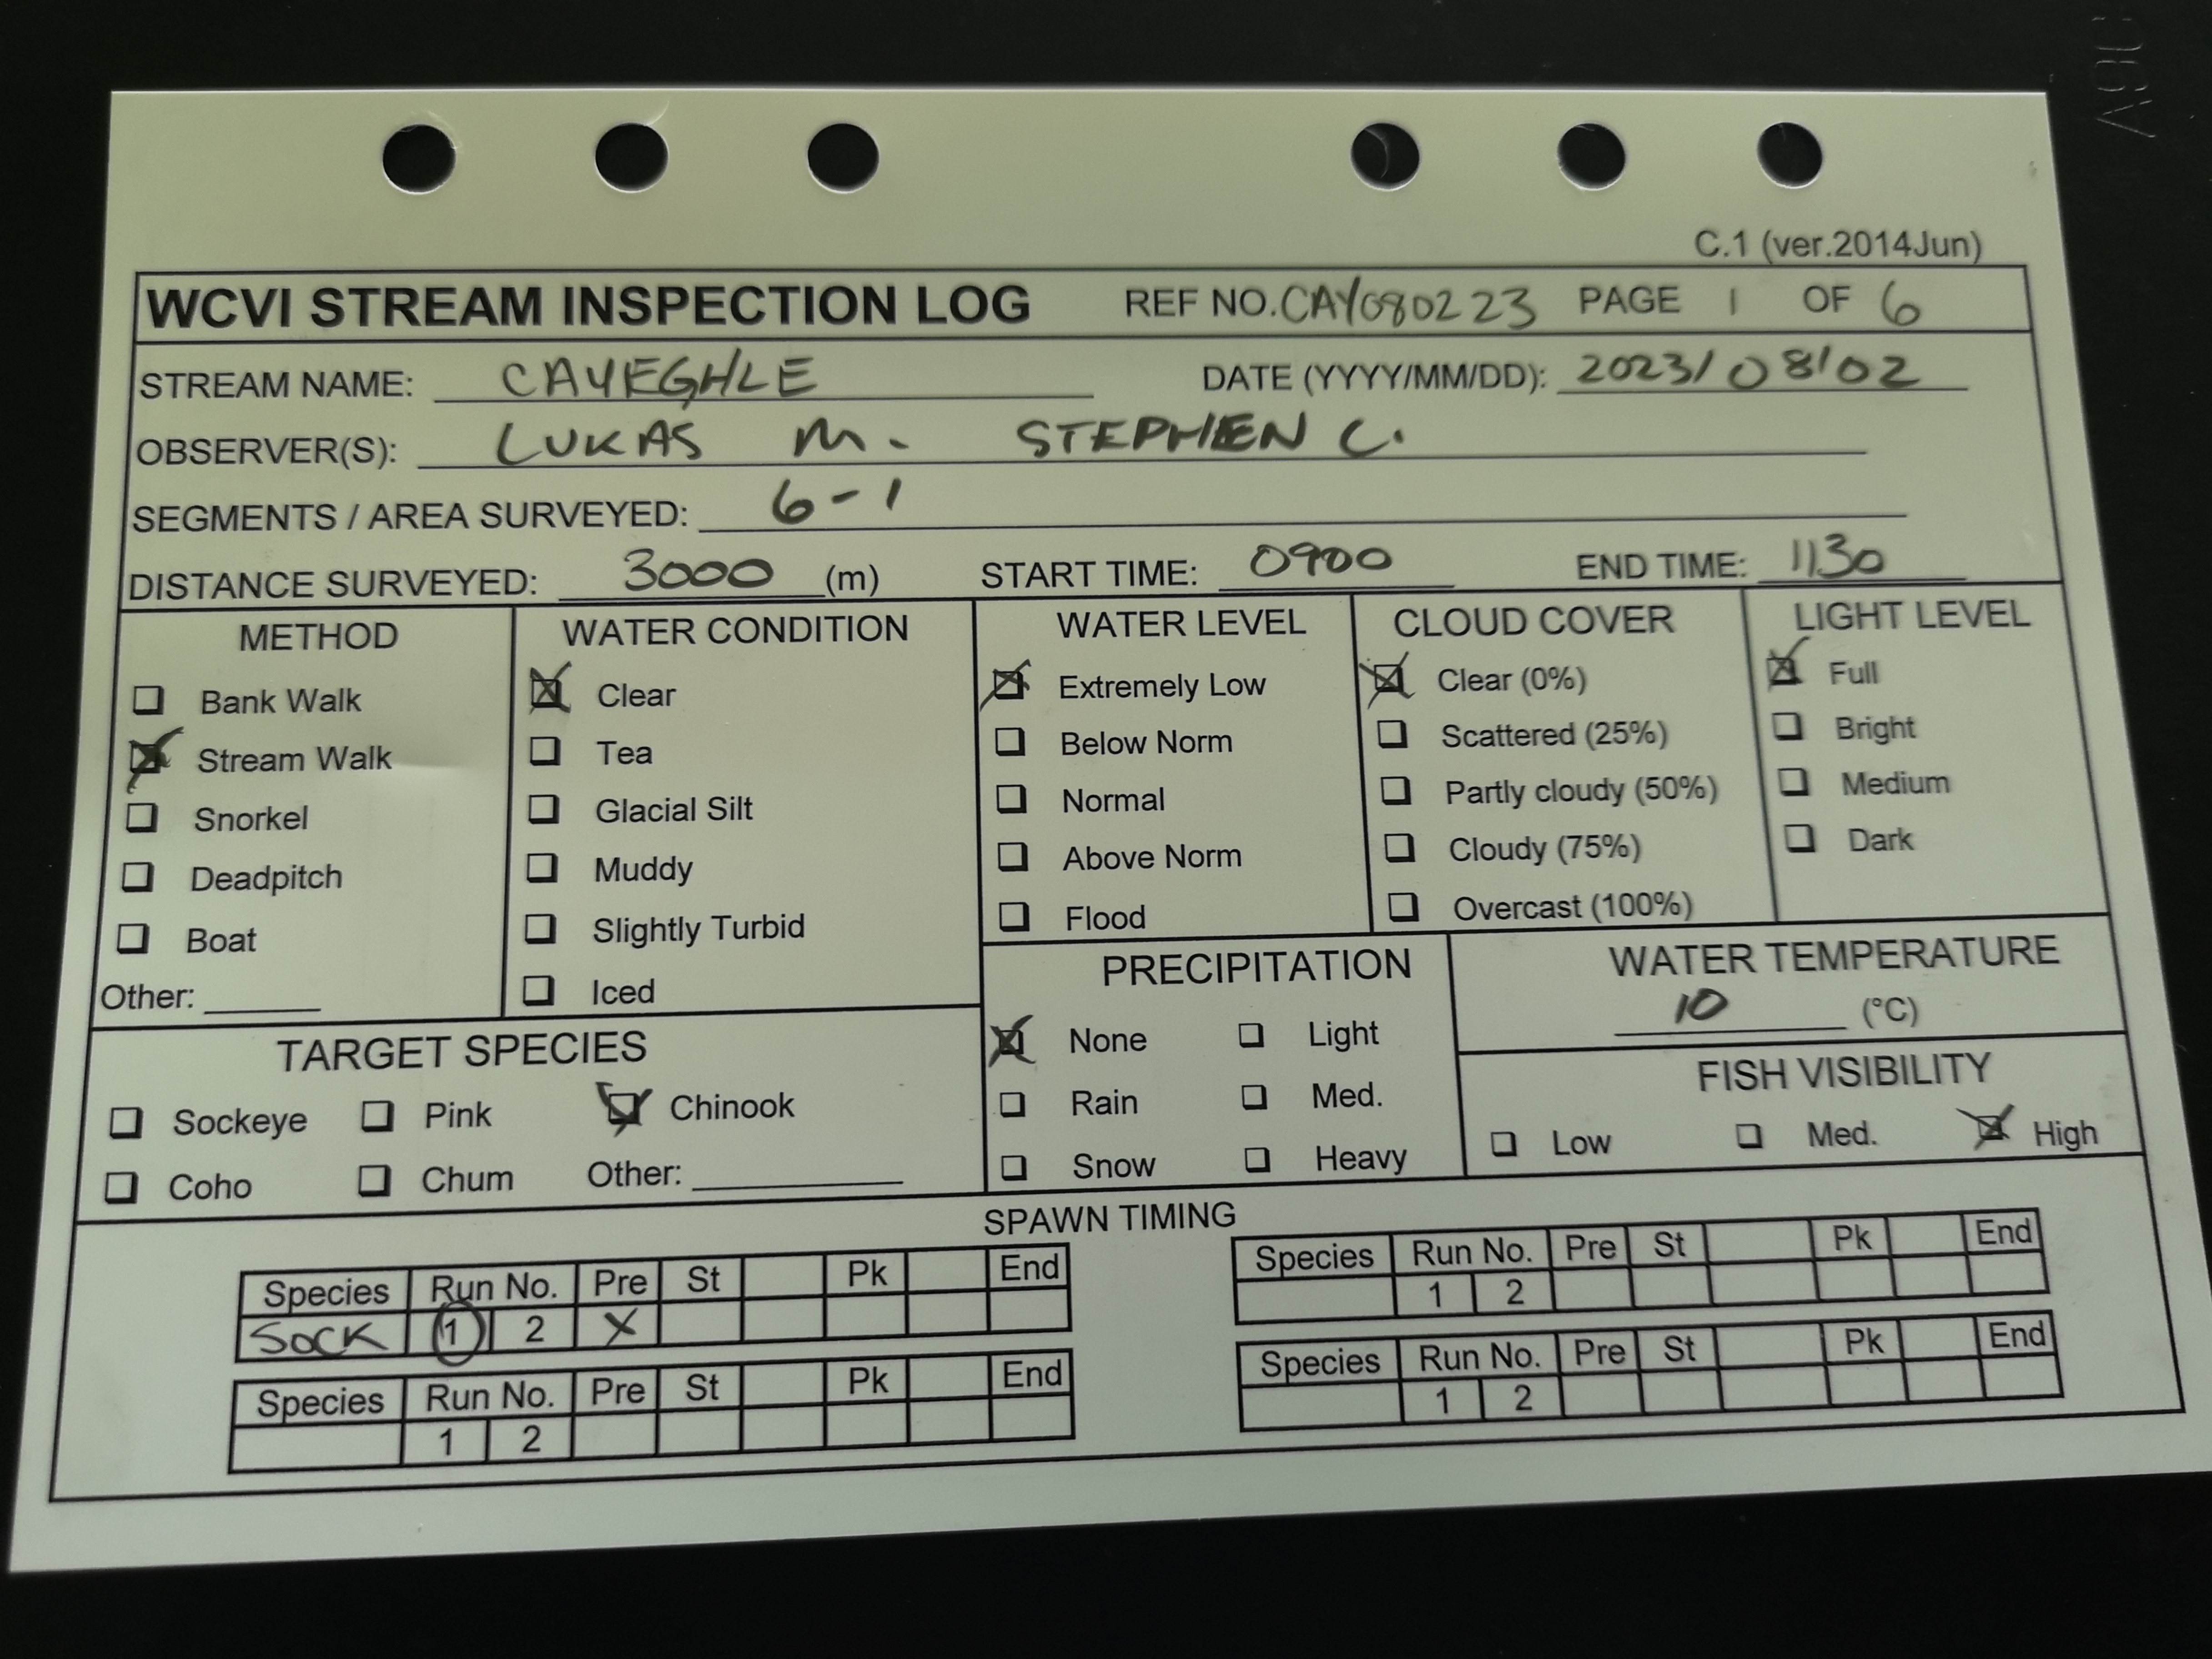 C.1 (ver.2014Jun)
WCVI STREAM INSPECTION LOG REF NO. CAY080223 PAGE 1 OF 6
STREAM NAME: CAYEGHLE DATE (YYYY/MM/DD): 2023/08/02
OBSERVER(S): LUKAS M. STEPHEN C.
SEGMENTS / AREA SURVEYED: 6-1
DISTANCE SURVEYED: 3000 (m) START TIME: 0900 END TIME: 1130
METHOD
Bank Walk
Stream Walk
Snorkel
Deadpitch
Boat
Other:
WATER CONDITION
Clear
Tea
Glacial Silt
Muddy
Slightly Turbid
Iced
WATER LEVEL
Extremely Low
Below Norm
Normal
Above Norm
Flood
CLOUD COVER
Clear (0%)
Scattered (25%)
Partly cloudy (50%)
Cloudy (75%)
Overcast (100%)
LIGHT LEVEL
Full
Bright
Medium
Dark
TARGET SPECIES
Sockeye Pink Chinook
Coho Chum Other:
PRECIPITATION
None Light
Rain Med.
Snow Heavy
WATER TEMPERATURE
10 (°C)
FISH VISIBILITY
Low Med. High
SPAWN TIMING
Species Run No. Pre St Pk End
SOCK 1 2 X
Species Run No. Pre St Pk End
1 2
Species Run No. Pre St Pk End
1 2
Species Run No. Pre St Pk End
1 2